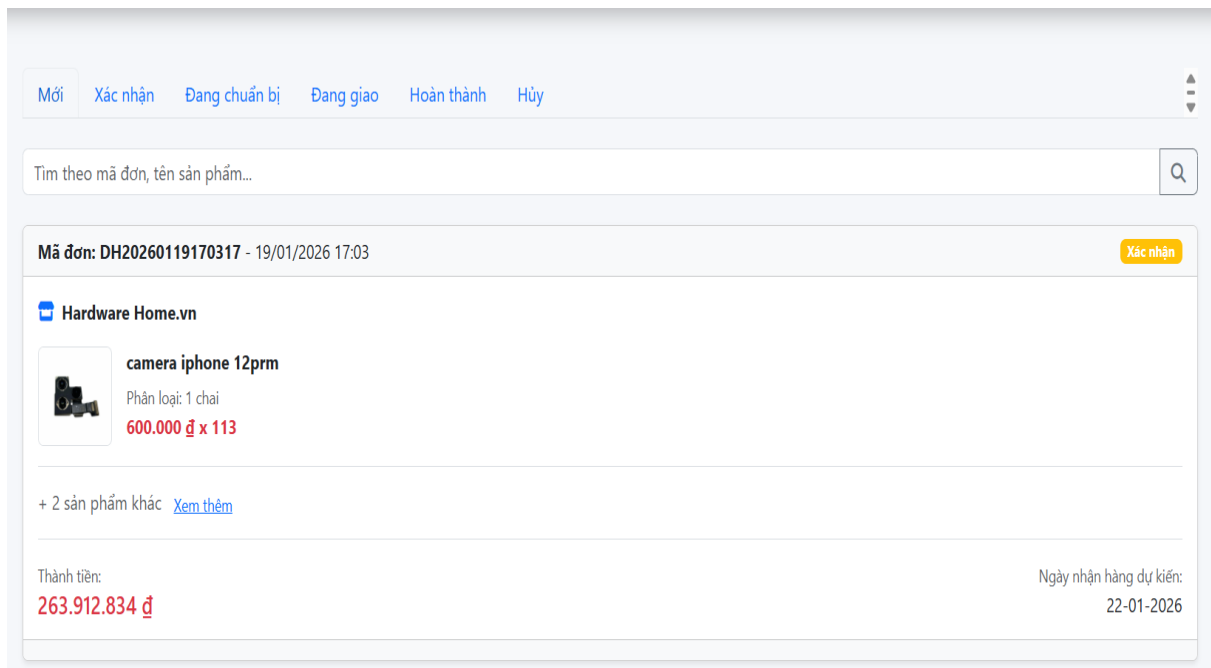 Mới Xác nhận Đang chuẩn bị Đang giao Hoàn thành Hủy
Tìm theo mã đơn, tên sản phẩm...
Mã đơn: DH20260119170317 - 19/01/2026 17:03 Xác nhận
Hardware Home.vn
camera iphone 12prm
Phân loại: 1 chai
600.000 ₫ x 113
+ 2 sản phẩm khác Xem thêm
Thành tiền: Ngày nhận hàng dự kiến:
263.912.834 ₫ 22-01-2026